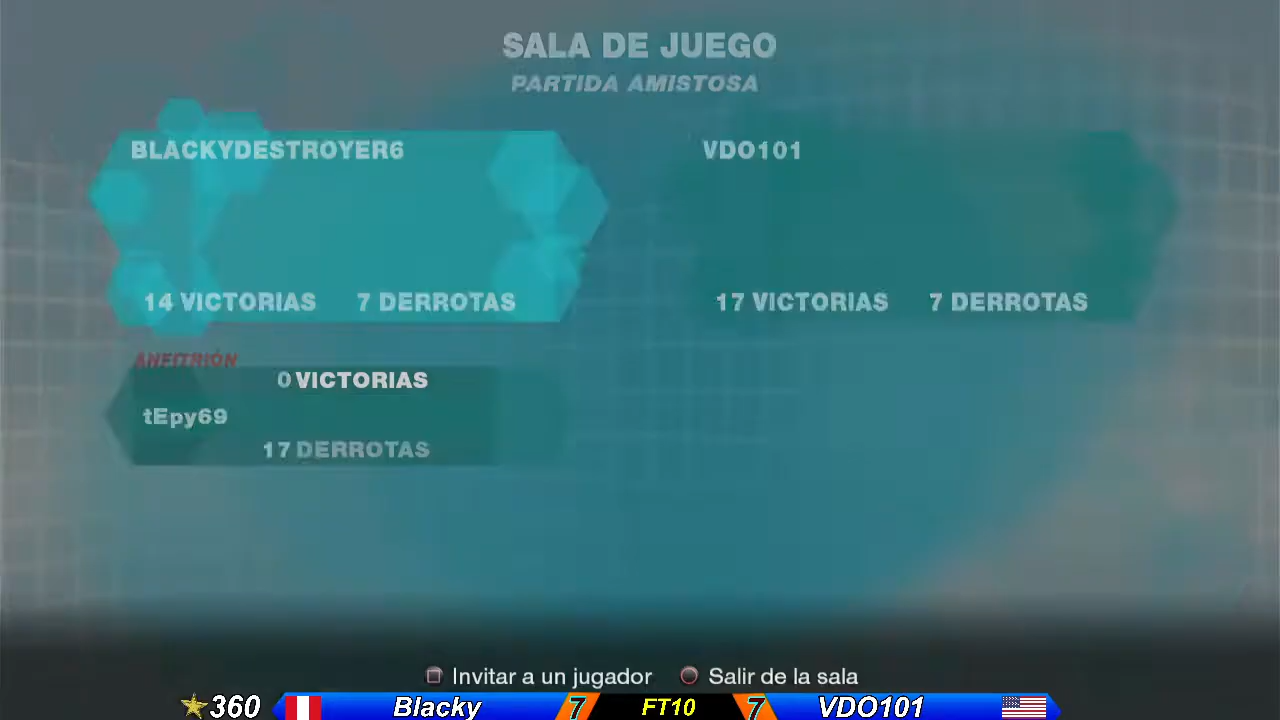 SALA DE JUEGO
PARTIDA AMISTOSA
BLACKYDESTROYER6
14 VICTORIAS 7 DERROTAS
VDO101
17 VICTORIAS 7 DERROTAS
ANFITRIÓN
0 VICTORIAS
tEpy69
17 DERROTAS
Invitar a un jugador Salir de la sala
360 Blacky 7 FT10 7 VDO101